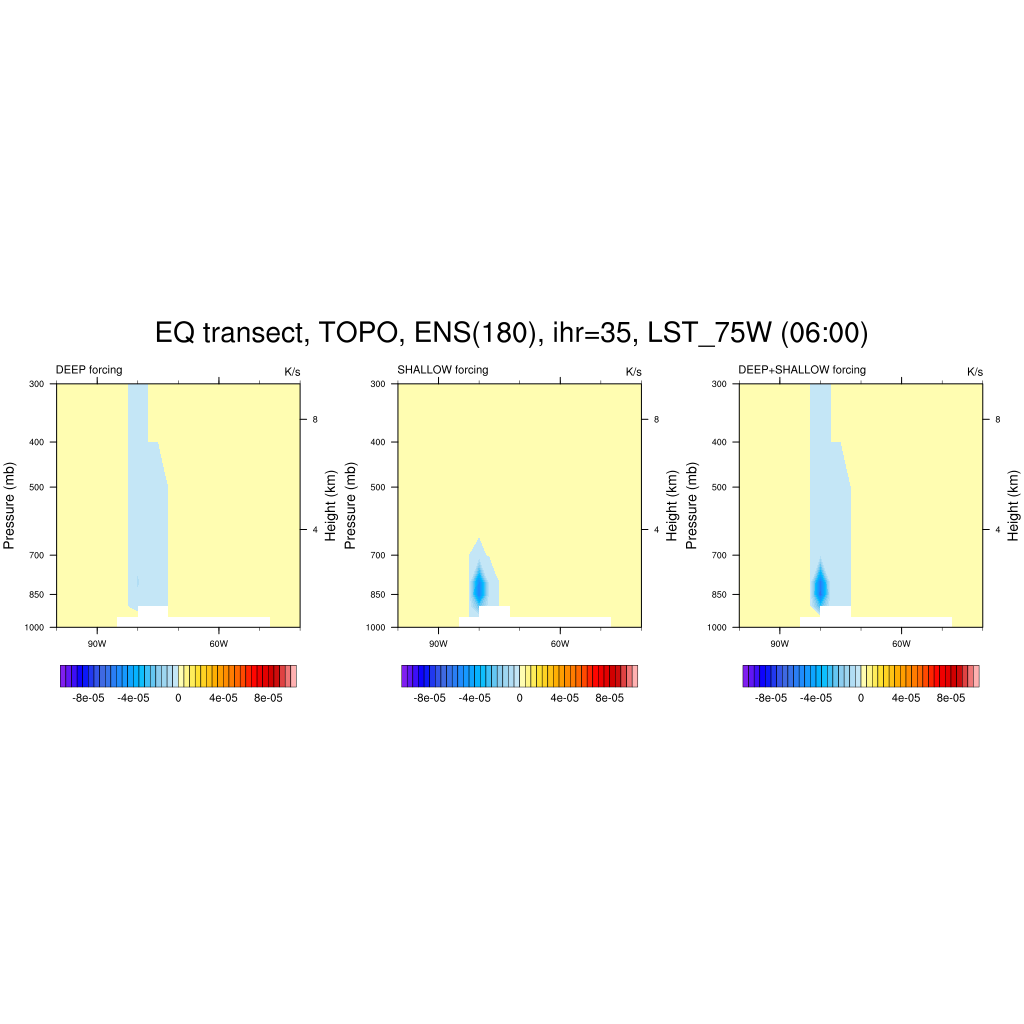 EQ transect, TOPO, ENS(180), ihr=35, LST_75W (06:00)
DEEP forcing K/s
300
400
500
700
850
1000
Pressure (mb)
8
4
Height (km)
90W 60W
-8e-05 -4e-05 0 4e-05 8e-05
SHALLOW forcing K/s
300
400
500
700
850
1000
Pressure (mb)
8
4
Height (km)
90W 60W
-8e-05 -4e-05 0 4e-05 8e-05
DEEP+SHALLOW forcing K/s
300
400
500
700
850
1000
Pressure (mb)
8
4
Height (km)
90W 60W
-8e-05 -4e-05 0 4e-05 8e-05